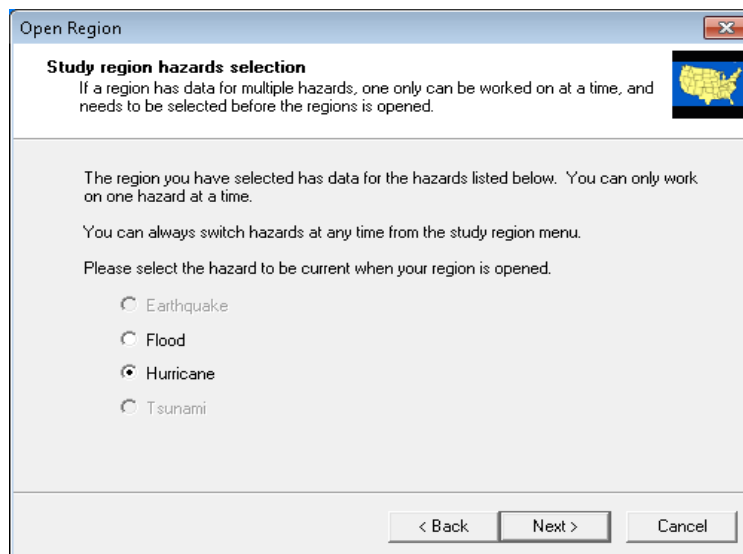 Open Region
Study region hazards selection
If a region has data for multiple hazards, one only can be worked on at a time, and
needs to be selected before the regions is opened.
The region you have selected has data for the hazards listed below. You can only work
on one hazard at a time.
You can always switch hazards at any time from the study region menu.
Please select the hazard to be current when your region is opened.
Earthquake
Flood
Hurricane
Tsunami
< Back
Next >
Cancel